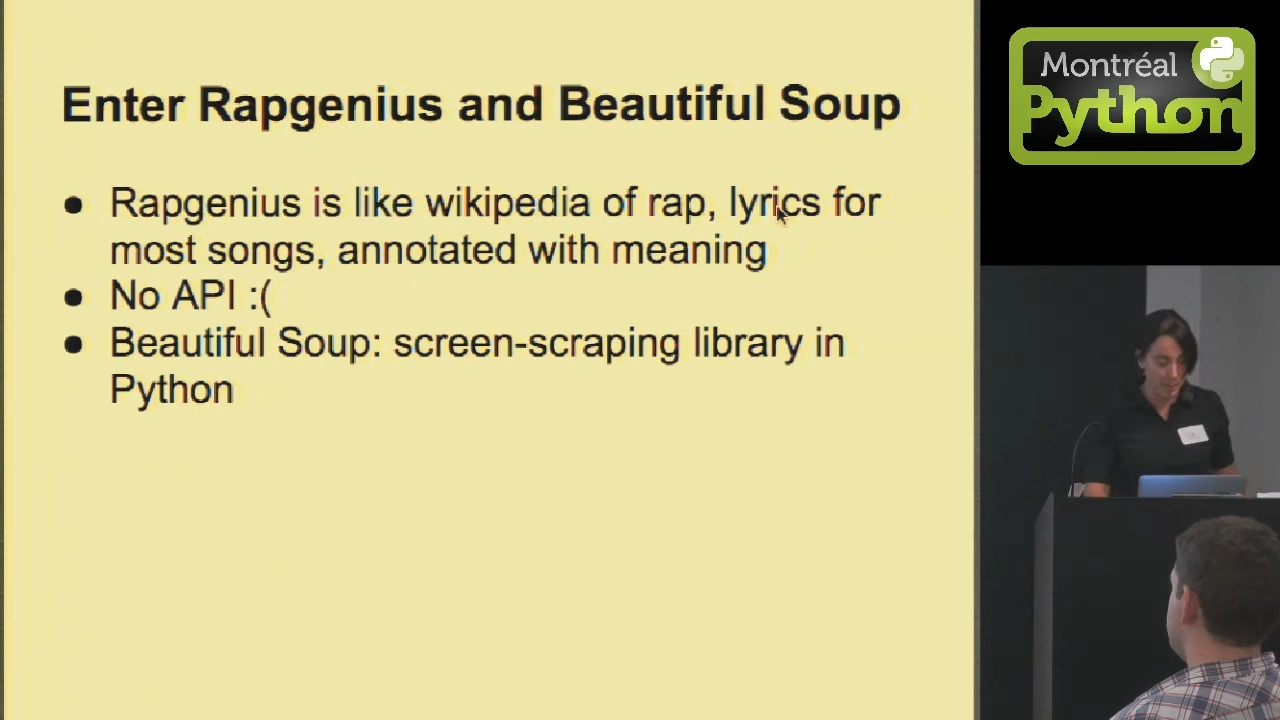 Enter Rapgenius and Beautiful Soup
● Rapgenius is like wikipedia of rap, lyrics for
most songs, annotated with meaning
● No API :(
● Beautiful Soup: screen-scraping library in
Python
Montréal
Python